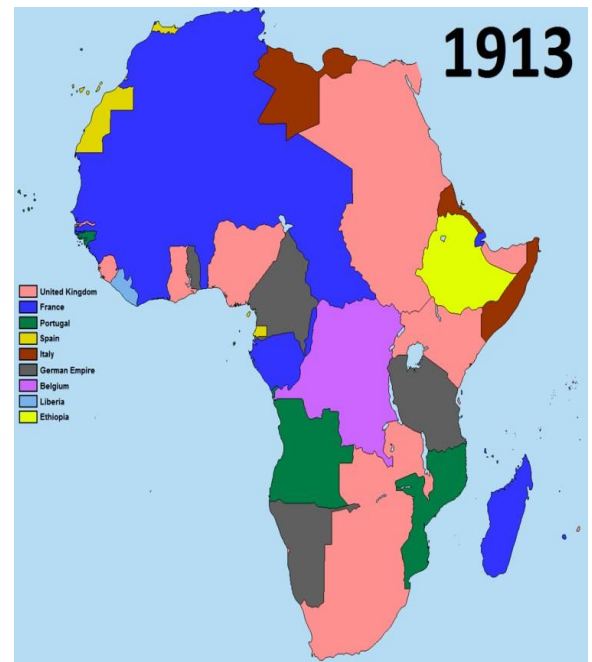 1913
United Kingdom
France
Portugal
Spain
Italy
German Empire
Belgium
Liberia
Ethiopia